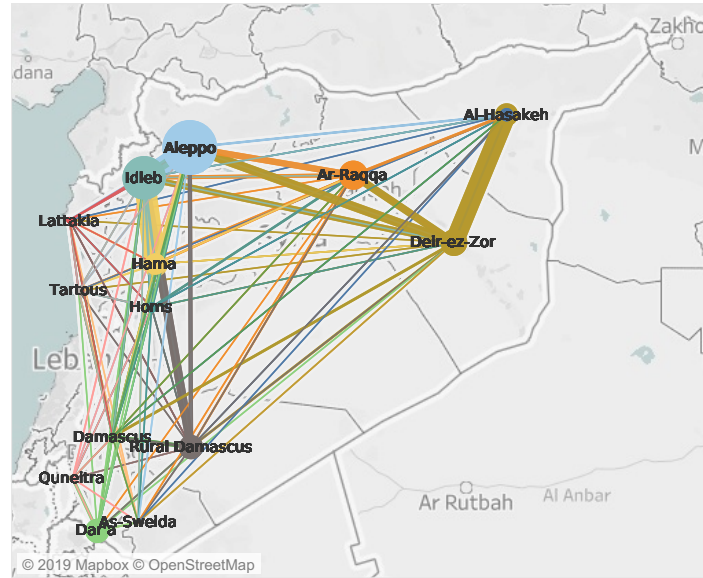 Zakho
dana
Al-Hasakeh
Aleppo
Idleb
Ar-Raqqa
Lattakia
Deir-ez-Zor
Hama
Tartous
Homs
Leb
Damascus
Rural Damascus
Quneitra
Ar Rutbah
Al Anbar
As-Sweida
Dar'a
© 2019 Mapbox © OpenStreetMap